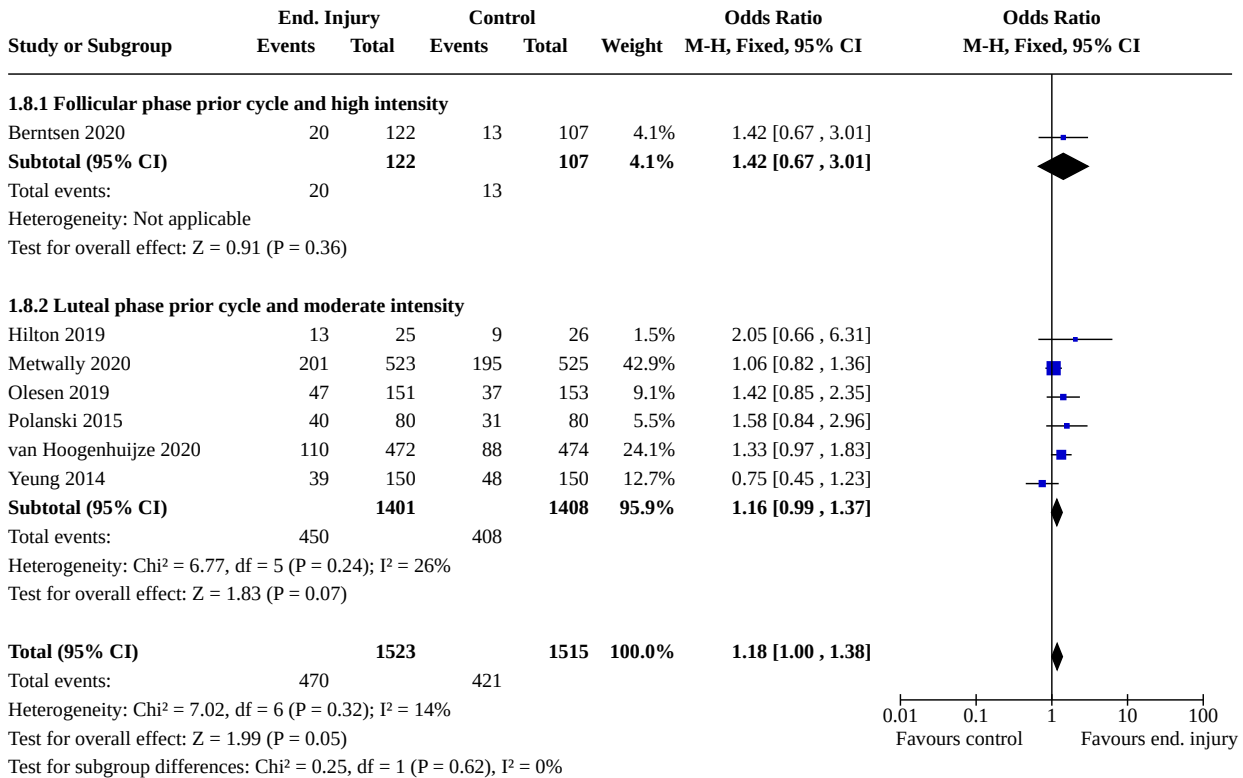 End. Injury Control Odds Ratio Odds Ratio
Study or Subgroup Events Total Events Total Weight M-H, Fixed, 95% CI M-H, Fixed, 95% CI
1.8.1 Follicular phase prior cycle and high intensity
Berntsen 2020 20 122 13 107 4.1% 1.42 [0.67 , 3.01]
Subtotal (95% CI) 122 107 4.1% 1.42 [0.67 , 3.01]
Total events: 20 13
Heterogeneity: Not applicable
Test for overall effect: Z = 0.91 (P = 0.36)
1.8.2 Luteal phase prior cycle and moderate intensity
Hilton 2019 13 25 9 26 1.5% 2.05 [0.66 , 6.31]
Metwally 2020 201 523 195 525 42.9% 1.06 [0.82 , 1.36]
Olesen 2019 47 151 37 153 9.1% 1.42 [0.85 , 2.35]
Polanski 2015 40 80 31 80 5.5% 1.58 [0.84 , 2.96]
van Hoogenhuijze 2020 110 472 88 474 24.1% 1.33 [0.97 , 1.83]
Yeung 2014 39 150 48 150 12.7% 0.75 [0.45 , 1.23]
Subtotal (95% CI) 1401 1408 95.9% 1.16 [0.99 , 1.37]
Total events: 450 408
Heterogeneity: Chi² = 6.77, df = 5 (P = 0.24); I² = 26%
Test for overall effect: Z = 1.83 (P = 0.07)
Total (95% CI) 1523 1515 100.0% 1.18 [1.00 , 1.38]
Total events: 470 421
Heterogeneity: Chi² = 7.02, df = 6 (P = 0.32); I² = 14%
Test for overall effect: Z = 1.99 (P = 0.05)
Test for subgroup differences: Chi² = 0.25, df = 1 (P = 0.62), I² = 0%
0.01 0.1 1 10 100
Favours control Favours end. injury